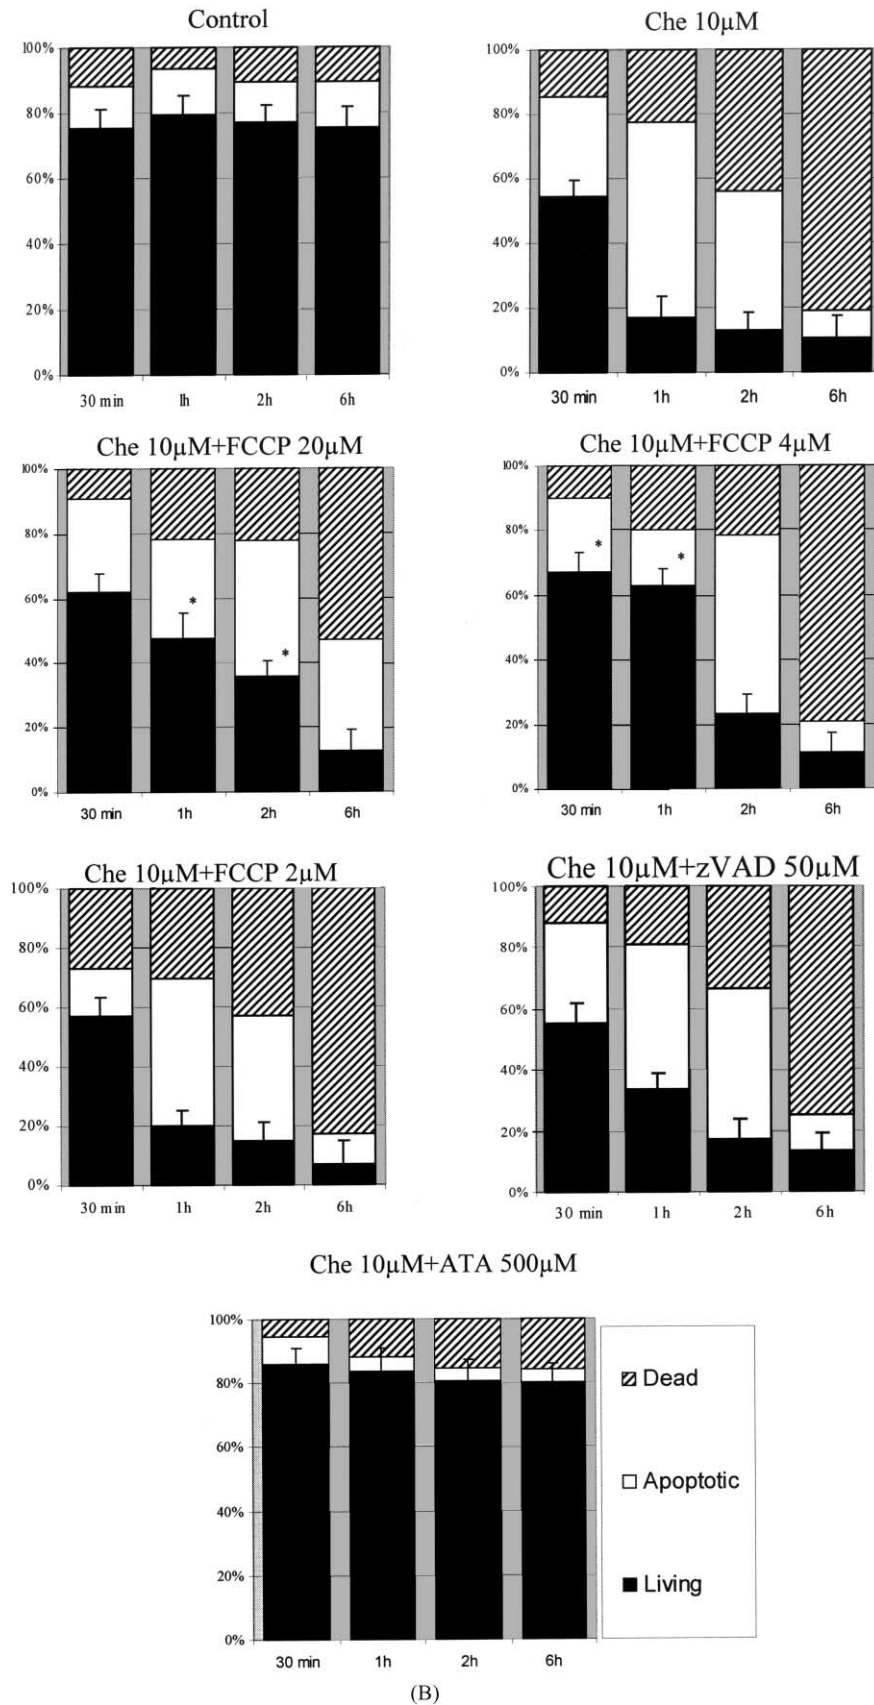 Control
100%
80%
60%
40%
20%
0%
30 min 1h 2h 6h
Che 10µM
100%
80%
60%
40%
20%
0%
30 min 1h 2h 6h
Che 10µM+FCCP 20µM
100%
80%
60%
40%
20%
0%
*
*
30 min 1h 2h 6h
Che 10µM+FCCP 4µM
100%
80%
60%
40%
20%
0%
*
*
30 min 1h 2h 6h
Che 10µM+FCCP 2µM
100%
80%
60%
40%
20%
0%
30 min 1h 2h 6h
Che 10µM+zVAD 50µM
100%
80%
60%
40%
20%
0%
30 min 1h 2h 6h
Che 10µM+ATA 500µM
100%
80%
60%
40%
20%
0%
30 min 1h 2h 6h
Dead
Apoptotic
Living
(B)